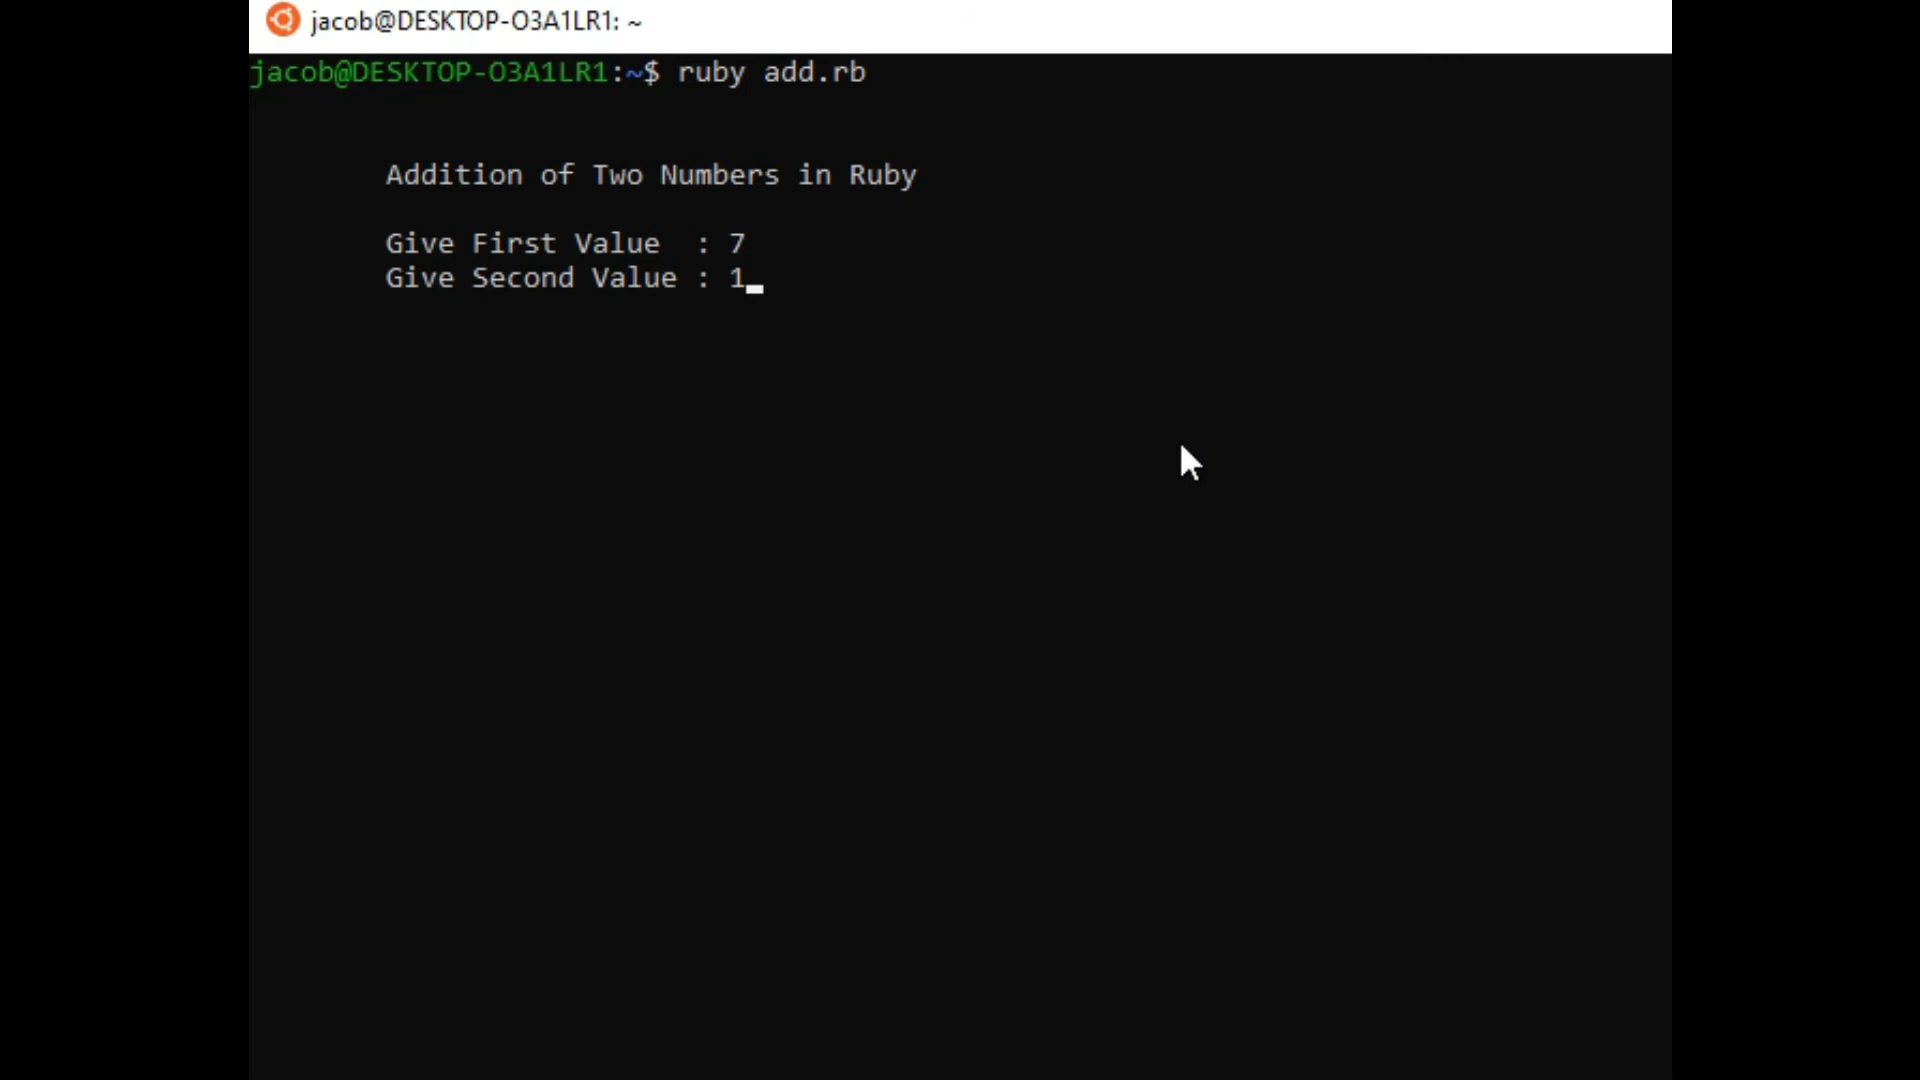 jacob@DESKTOP-O3A1LR1: ~
jacob@DESKTOP-O3A1LR1:~$ ruby add.rb
Addition of Two Numbers in Ruby
Give First Value  : 7
Give Second Value : 1